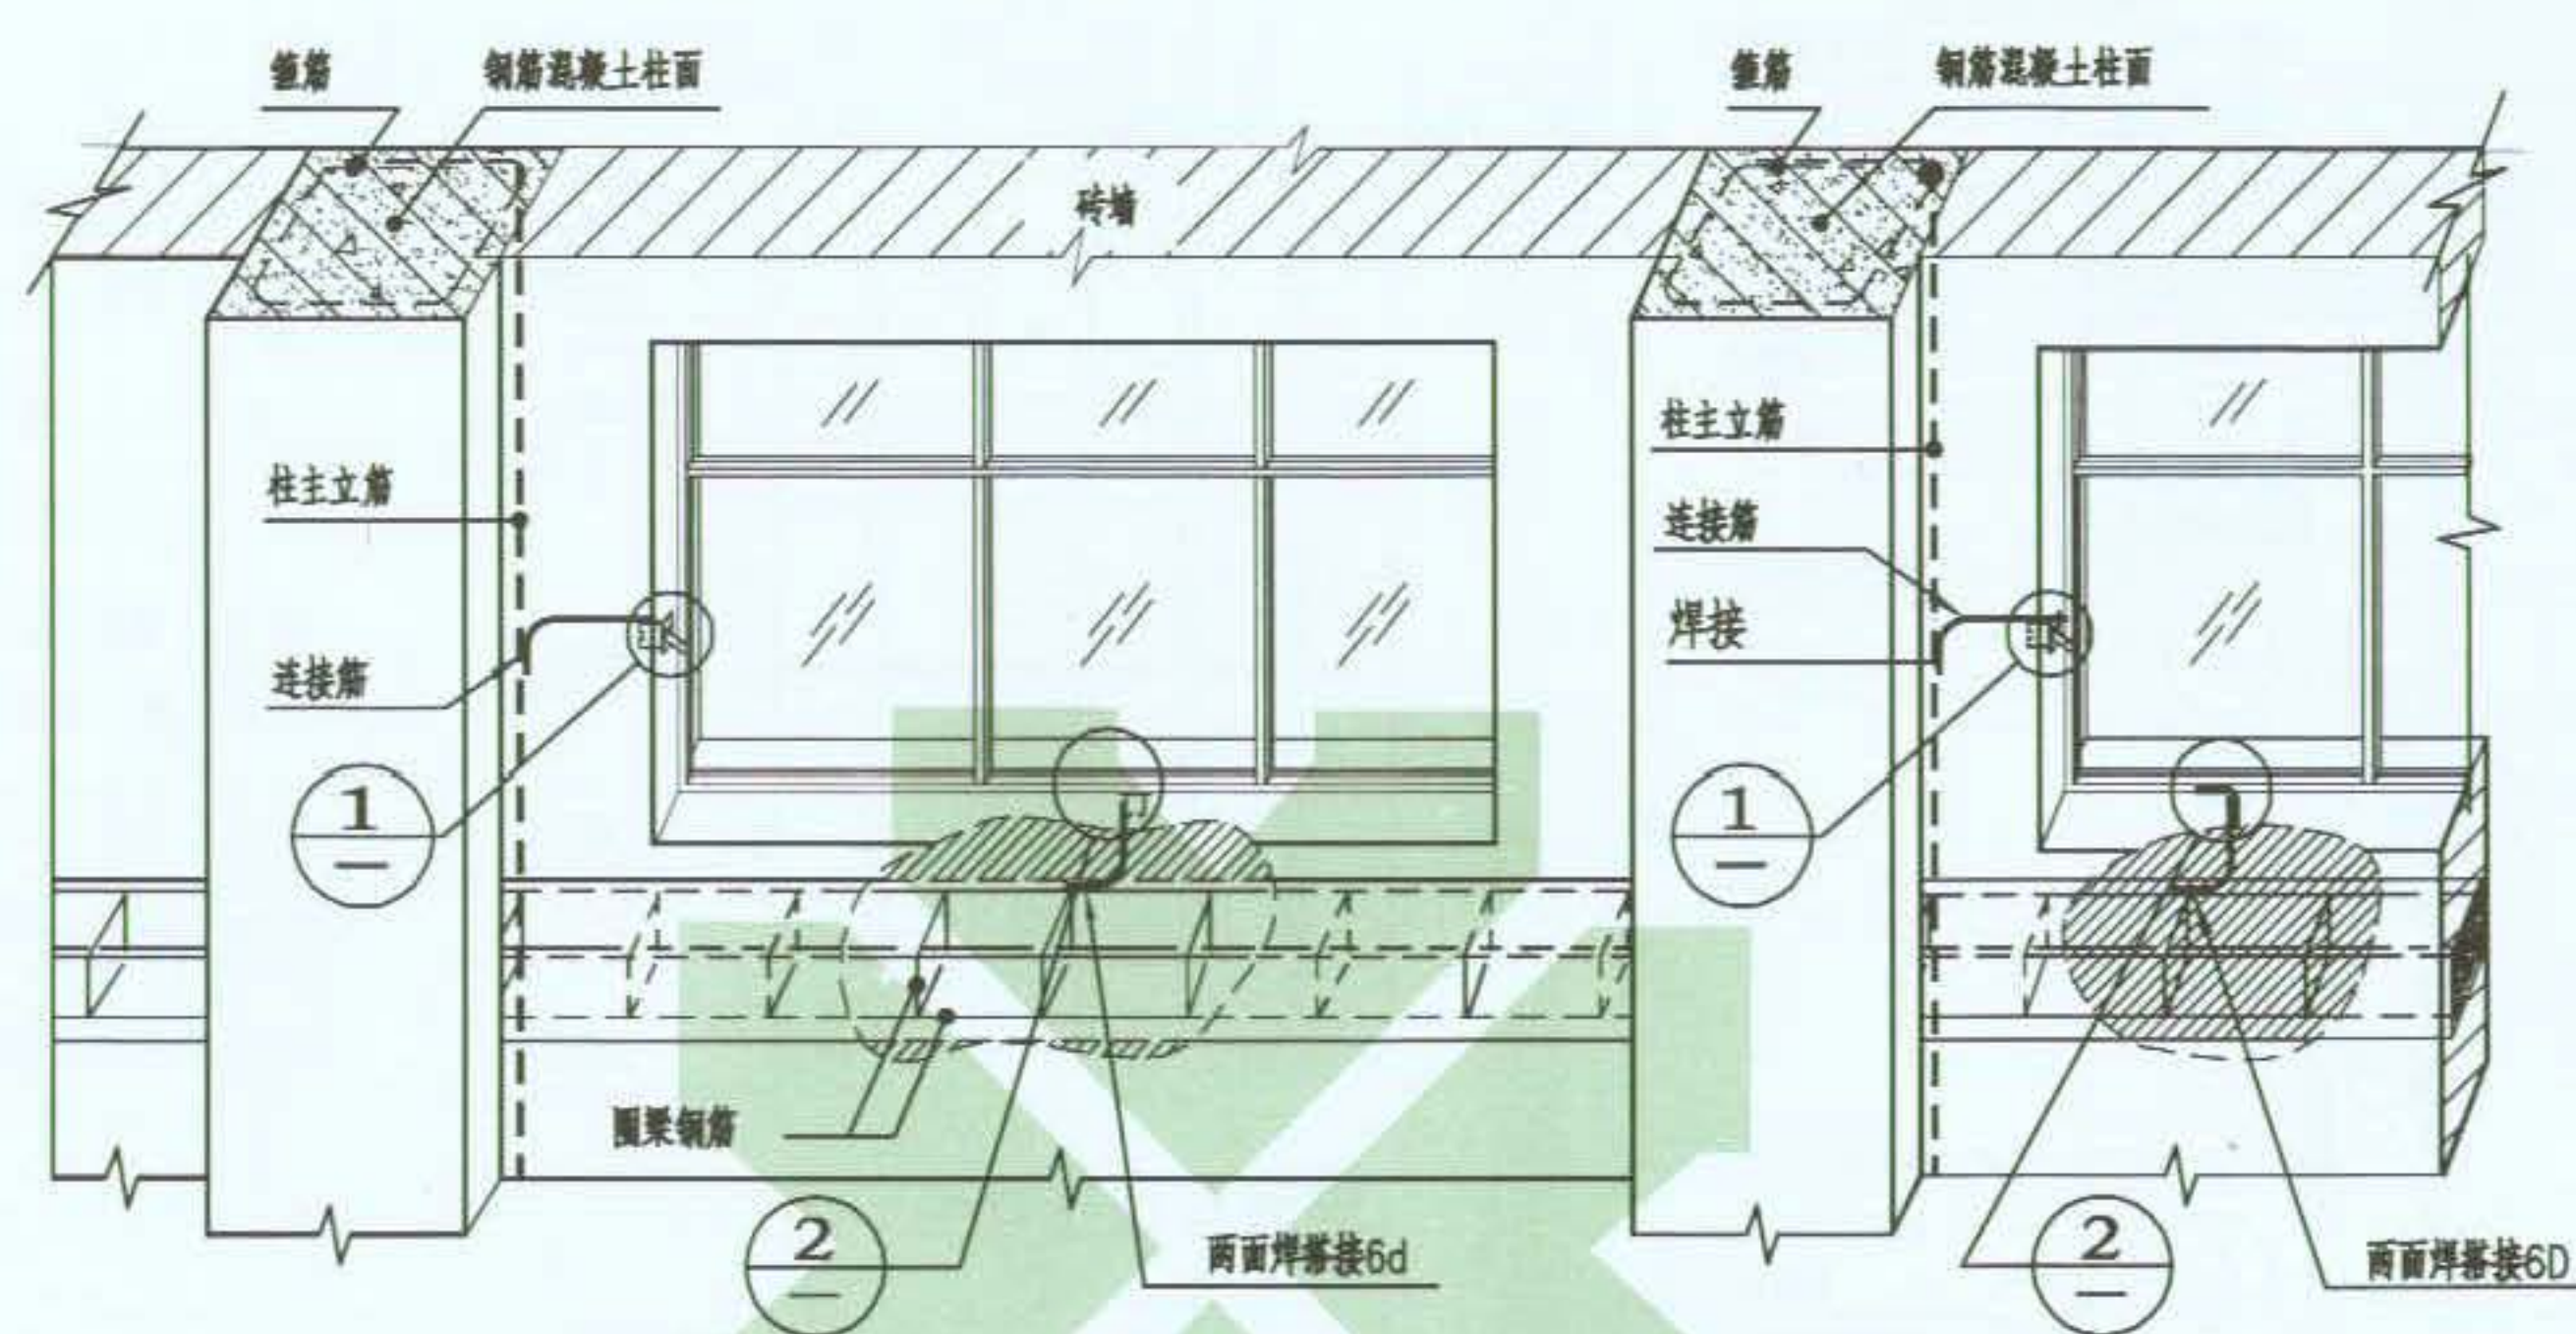 箍筋
钢筋混凝土柱面
箍筋
钢筋混凝土柱面
砖墙
柱主立筋
连接筋
柱主立筋
连接筋
焊接
1
—
1
—
圈梁钢筋
2
—
两面焊搭接6d
2
—
两面焊搭接6D